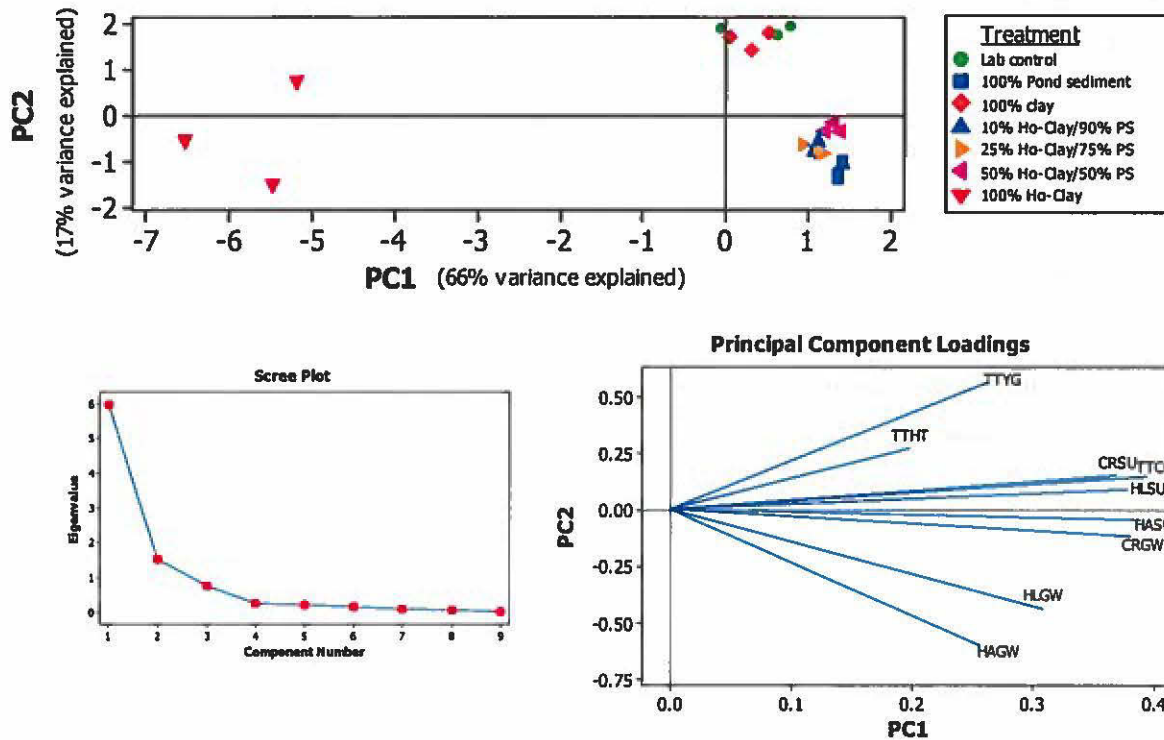 PC2
(17% variance explained)
2
1
0
-1
-2
-7 -6 -5 -4 -3 -2 -1 0 1 2
PC1 (66% variance explained)
Treatment
Lab control
100% Pond sediment
100% clay
10% Ho-Clay/90% PS
25% Ho-Clay/75% PS
50% Ho-Clay/50% PS
100% Ho-Clay
Scree Plot
Eigenvalue
6
5
4
3
2
1
0
1 2 3 4 5 6 7 8 9
Component Number
Principal Component Loadings
PC2
0.50
0.25
0.00
-0.25
-0.50
-0.75
TTYG
TTHT
CRSU
HLSU
CRGW
HLGW
HAGW
0.0 0.1 0.2 0.3 0.4
PC1